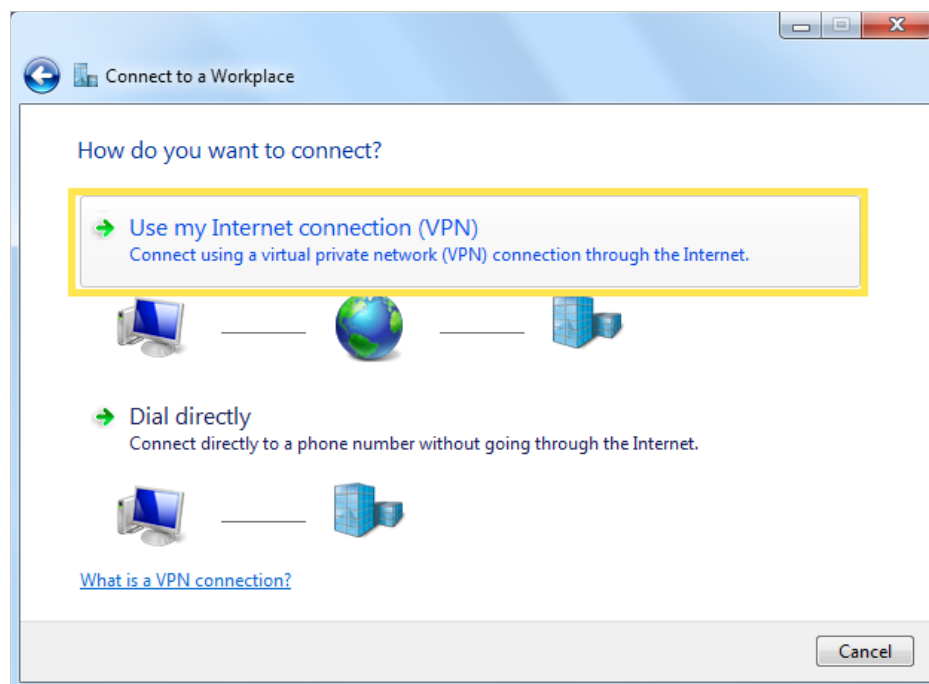 Connect to a Workplace
How do you want to connect?
Use my Internet connection (VPN)
Connect using a virtual private network (VPN) connection through the Internet.
Dial directly
Connect directly to a phone number without going through the Internet.
What is a VPN connection?
Cancel